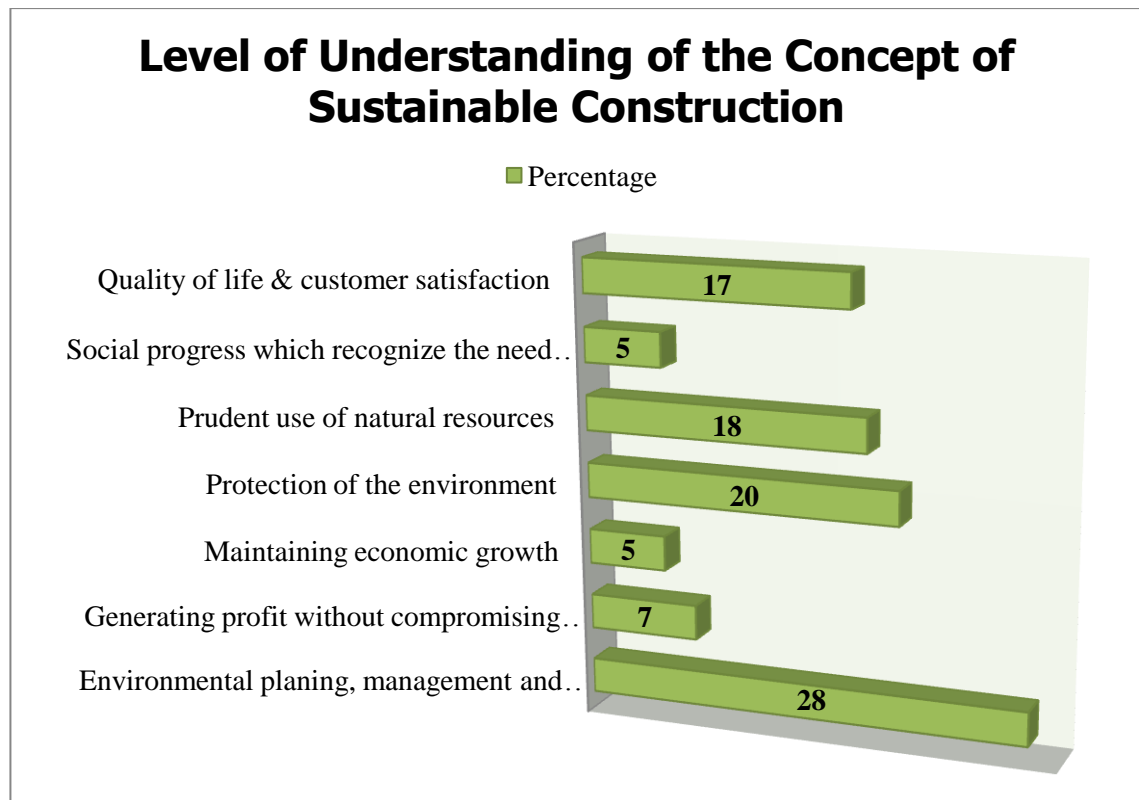 Level of Understanding of the Concept of
Sustainable Construction
Percentage
Quality of life & customer satisfaction
17
Social progress which recognize the need..
5
Prudent use of natural resources
18
Protection of the environment
20
Maintaining economic growth
5
Generating profit without compromising..
7
Environmental planing, management and..
28